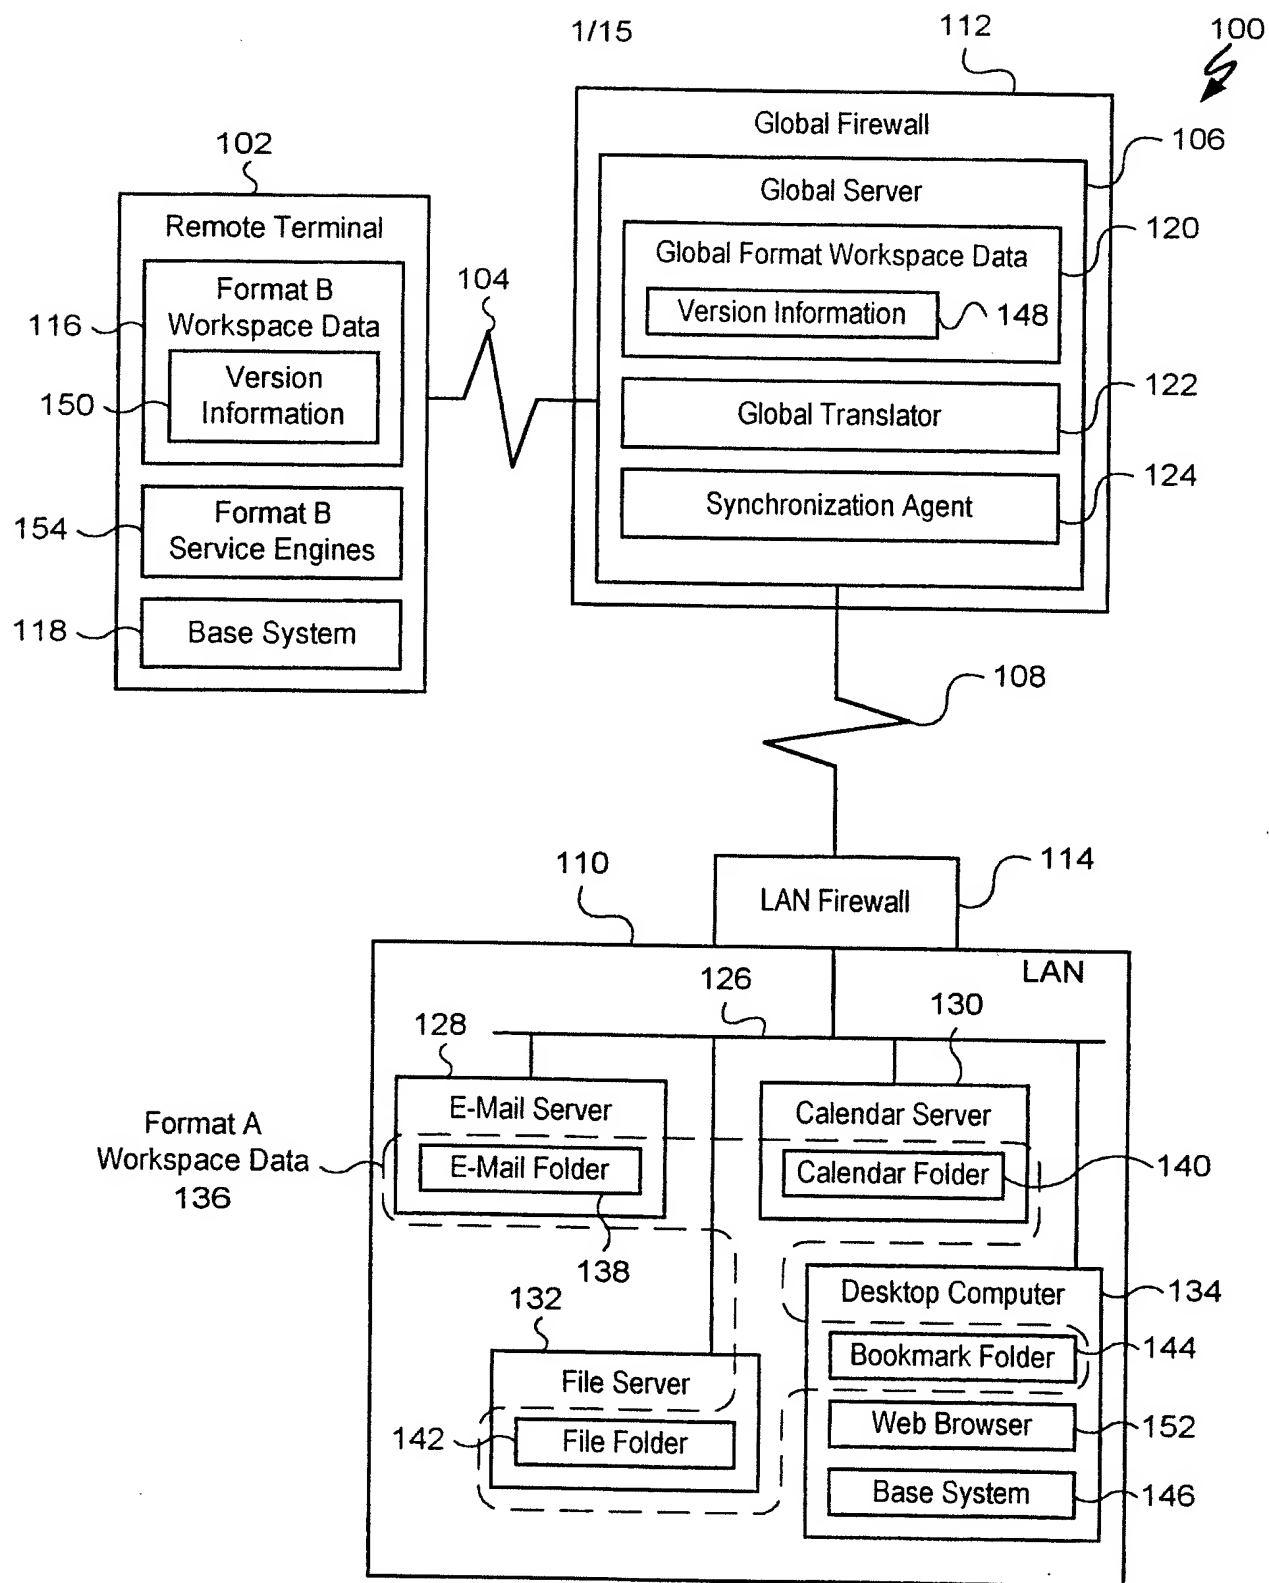 1/15
112
100
Global Firewall
106
102
Global Server
Remote Terminal
120
Global Format Workspace Data
104
Format B
Workspace Data
116
Version Information
148
Version
Information
150
122
Global Translator
124
Synchronization Agent
Format B
Service Engines
154
118
Base System
108
110
114
LAN Firewall
LAN
126
130
128
E-Mail Server
Calendar Server
Format A
Workspace Data
136
E-Mail Folder
Calendar Folder
140
138
132
Desktop Computer
134
Bookmark Folder
144
File Server
Web Browser
152
142
File Folder
Base System
146